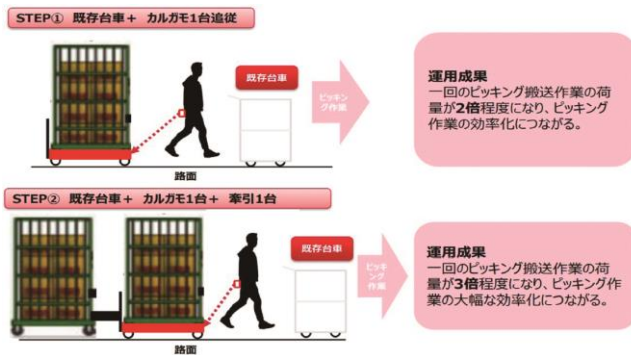 STEP① 既存台車+ カルガモ1台追従
既存台車
ピッキン
グ作業
路面
運用成果
一回のピッキング搬送作業の荷
量が2倍程度になり、ピッキング
作業の効率化につながる。
STEP② 既存台車+ カルガモ1台+ 牽引1台
既存台車
ピッキ
ング
作業
路面
運用成果
一回のピッキング搬送作業の荷
量が3倍程度になり、ピッキング作
業の大幅な効率化につながる。